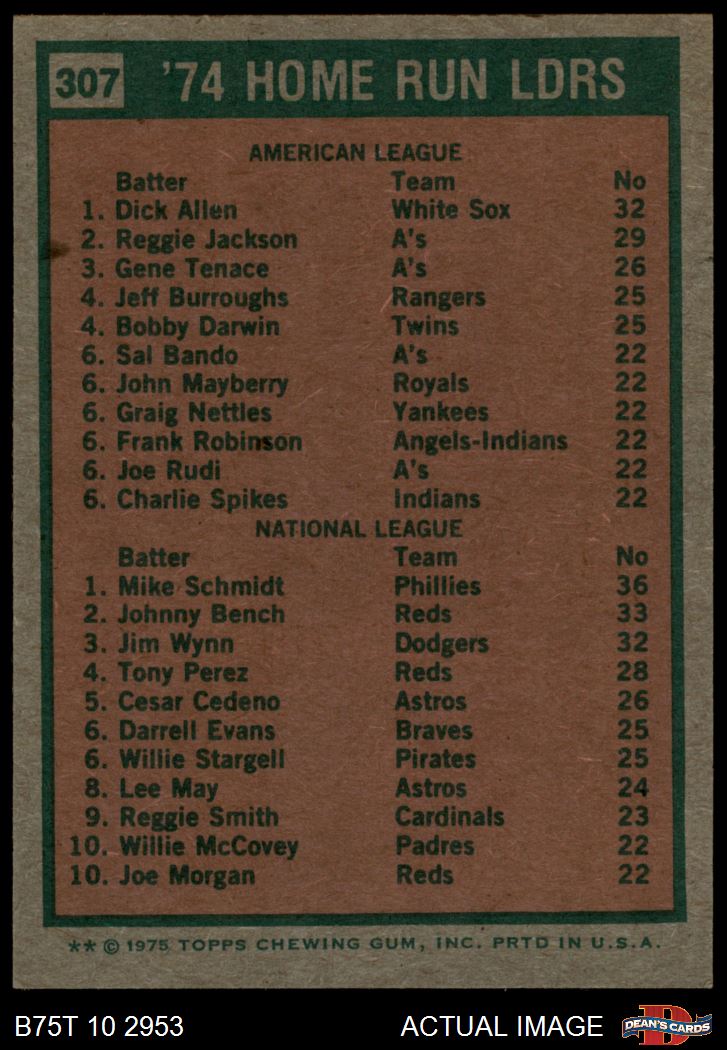 307 '74 HOME RUN LDRS
AMERICAN LEAGUE
Batter Team No
1. Dick Allen White Sox 32
2. Reggie Jackson A's 29
3. Gene Tenace A's 26
4. Jeff Burroughs Rangers 25
4. Bobby Darwin Twins 25
6. Sal Bando A's 22
6. John Mayberry Royals 22
6. Graig Nettles Yankees 22
6. Frank Robinson Angels-Indians 22
6. Joe Rudi A's 22
6. Charlie Spikes Indians 22
NATIONAL LEAGUE
Batter Team No
1. Mike Schmidt Phillies 36
2. Johnny Bench Reds 33
3. Jim Wynn Dodgers 32
4. Tony Perez Reds 28
5. Cesar Cedeno Astros 26
6. Darrell Evans Braves 25
6. Willie Stargell Pirates 25
8. Lee May Astros 24
9. Reggie Smith Cardinals 23
10. Willie McCovey Padres 22
10. Joe Morgan Reds 22
** © 1975 TOPPS CHEWING GUM, INC. PRTD IN U.S.A.
B75T 10 2953 ACTUAL IMAGE D DEAN'S CARDS